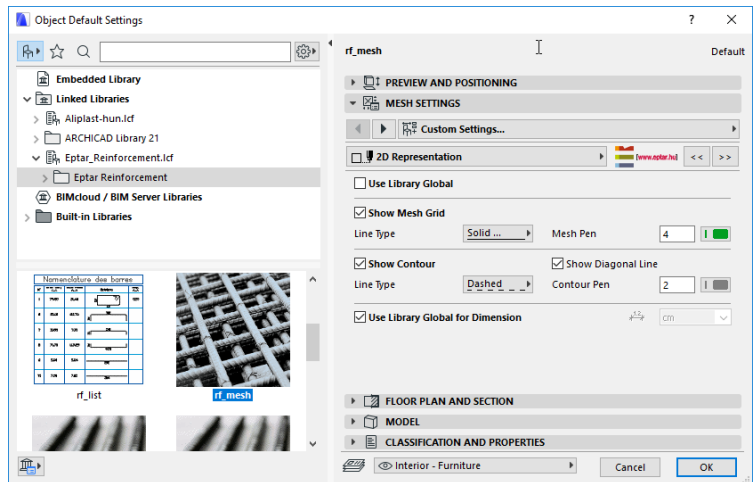 Object Default Settings
Embedded Library
Linked Libraries
Aliplast-hun.lcf
ARCHICAD Library 21
Eptar_Reinforcement.lcf
Eptar Reinforcement
BIMcloud / BIM Server Libraries
Built-in Libraries
Nomenclature des barres
rf_list
rf_mesh
rf_mesh
Default
PREVIEW AND POSITIONING
MESH SETTINGS
Custom Settings...
2D Representation
[www.eptar.hu]
<< >>
Use Library Global
Show Mesh Grid
Line Type Solid ... Mesh Pen 4
Show Contour Show Diagonal Line
Line Type Dashed Contour Pen 2
Use Library Global for Dimension cm
FLOOR PLAN AND SECTION
MODEL
CLASSIFICATION AND PROPERTIES
Interior - Furniture Cancel OK